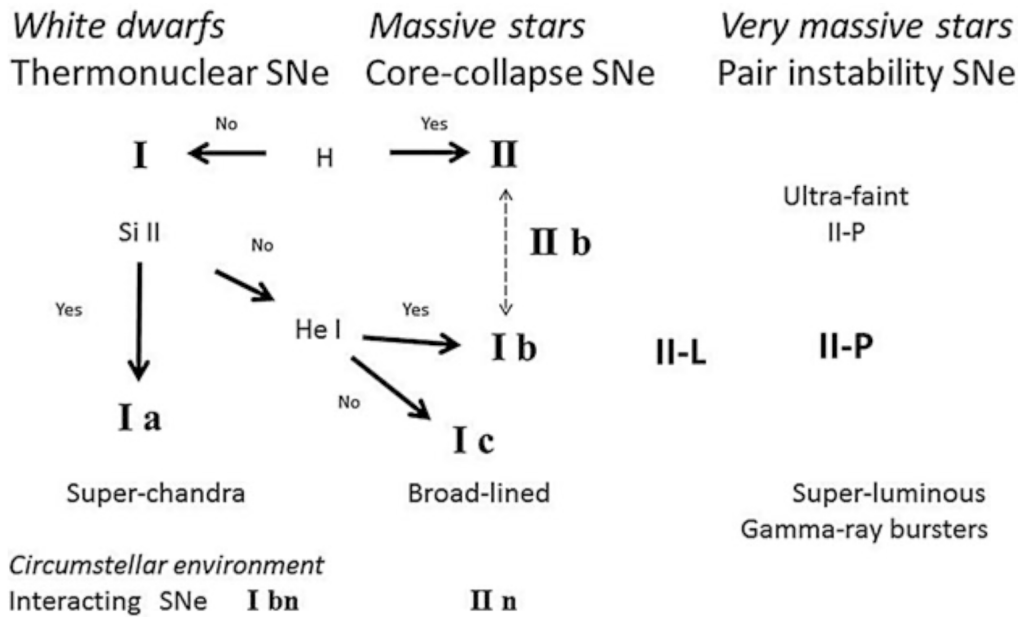 White dwarfs Massive stars Very massive stars
Thermonuclear SNe Core-collapse SNe Pair instability SNe
I No H Yes II
Ultra-faint
Si II No II b II-P
Yes He I Yes I b II-L II-P
No
I a I c
Super-chandra Broad-lined Super-luminous
Gamma-ray bursters
Circumstellar environment
Interacting SNe I bn II n